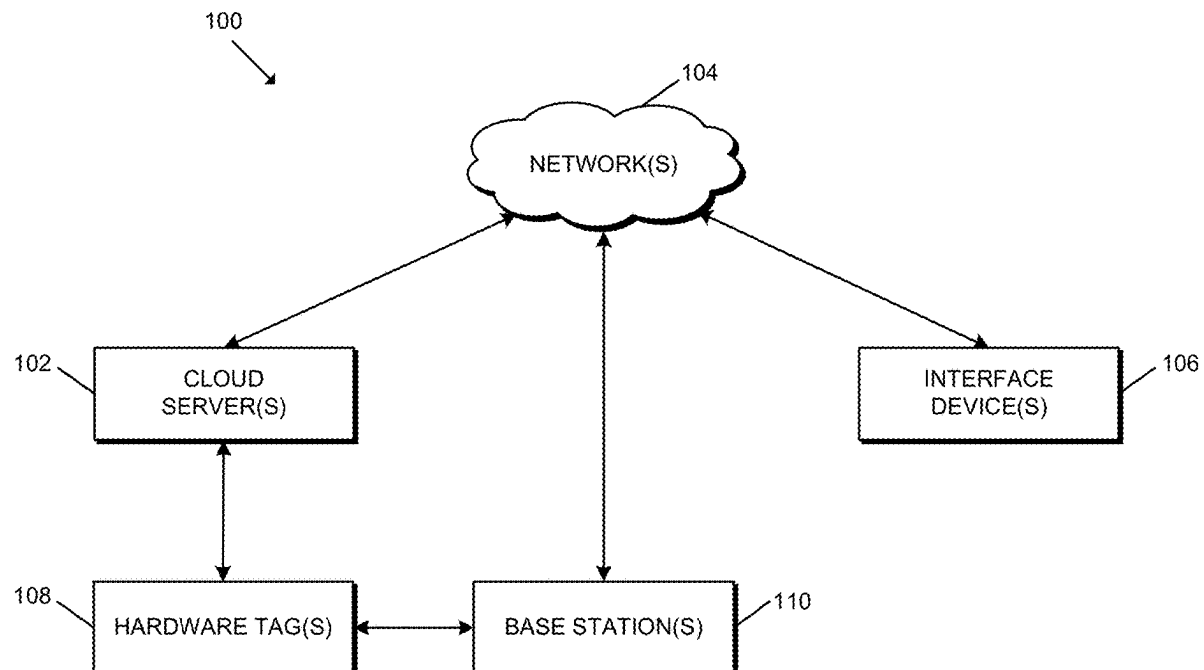 100
104
NETWORK(S)
102
CLOUD
SERVER(S)
INTERFACE
DEVICE(S)
106
108
HARDWARE TAG(S)
BASE STATION(S)
110